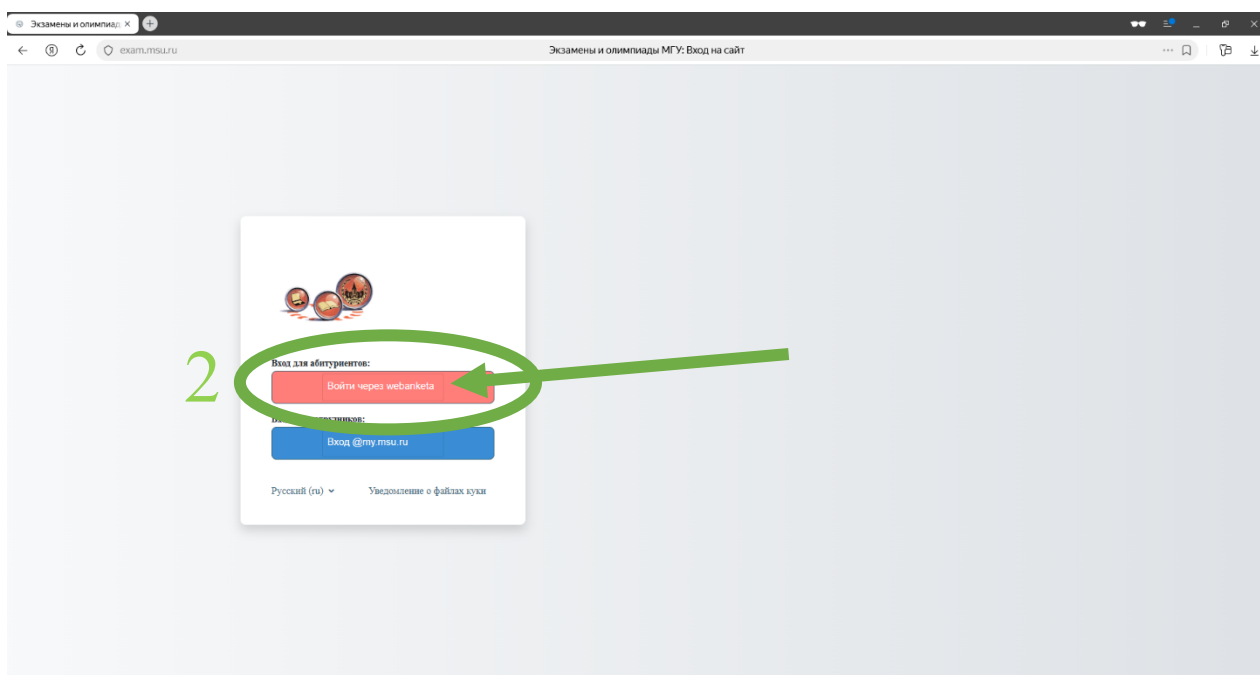 Экзамены и олимпиад
exam.msu.ru
Экзамены и олимпиады МГУ: Вход на сайт
2
Вход для абитуриентов:
Войти через webanketa
Вход @my.msu.ru
Русский (ru)
Уведомление о файлах куки